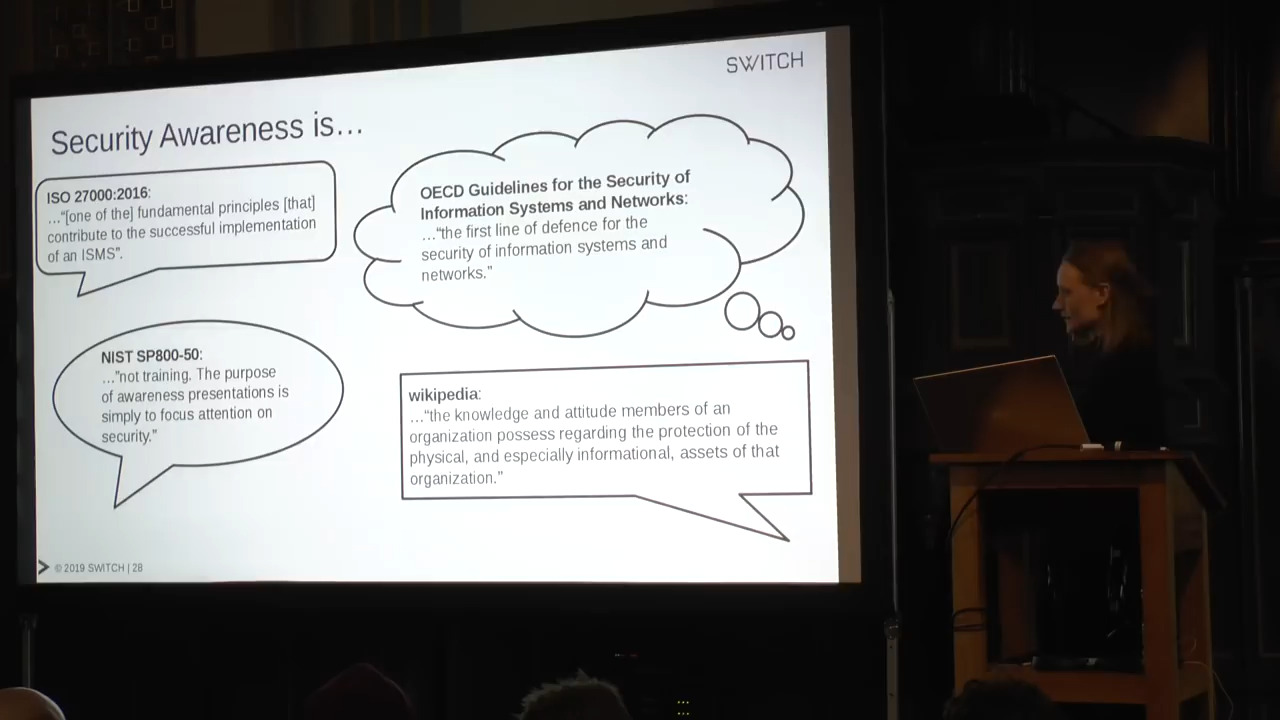 SWITCH
Security Awareness is…
ISO 27000:2016:
…“[one of the] fundamental principles [that]
contribute to the successful implementation
of an ISMS”.
OECD Guidelines for the Security of
Information Systems and Networks:
…“the first line of defence for the
security of information systems and
networks.”
NIST SP800-50:
…”not training. The purpose
of awareness presentations is
simply to focus attention on
security.”
wikipedia:
…“the knowledge and attitude members of an
organization possess regarding the protection of the
physical, and especially informational, assets of that
organization.”
© 2019 SWITCH | 28